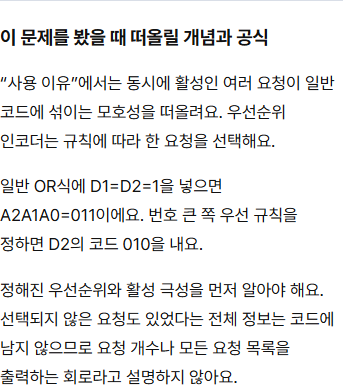 이 문제를 봤을 때 떠올릴 개념과 공식
“사용 이유”에서는 동시에 활성인 여러 요청이 일반
코드에 섞이는 모호성을 떠올려요. 우선순위
인코더는 규칙에 따라 한 요청을 선택해요.
일반 OR식에 D1=D2=1을 넣으면
A2A1A0=011이에요. 번호 큰 쪽 우선 규칙을
정하면 D2의 코드 010을 내요.
정해진 우선순위와 활성 극성을 먼저 알아야 해요.
선택되지 않은 요청도 있었다는 전체 정보는 코드에
남지 않으므로 요청 개수나 모든 요청 목록을
출력하는 회로라고 설명하지 않아요.